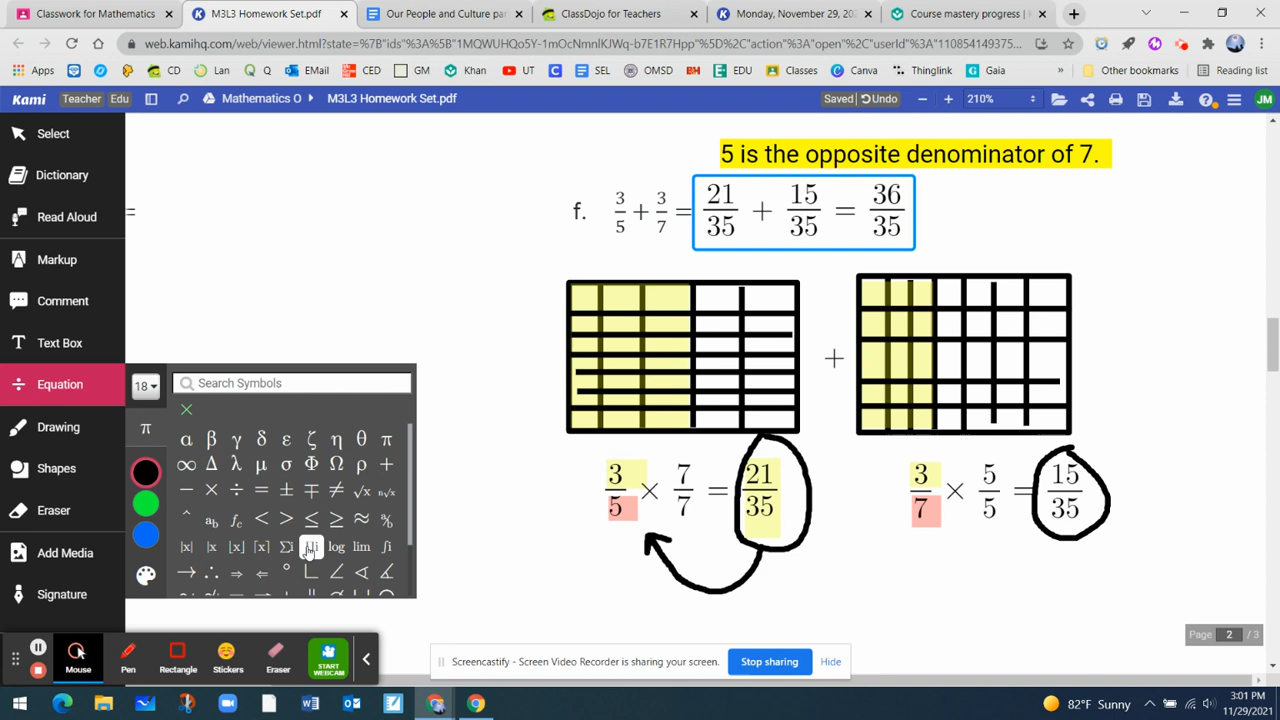 Classwork for Mathematics
M3L3 Homework Set.pdf
Our People and Culture pa
ClassDojo for Teachers
Monday, November 29, 202
Course mastery progress | K
web.kamihq.com/web/viewer.html?state=%7B"ids"%3A%5B"1MOWUHQo5Y-1mOcNmnlKJWq-b7E1R7Hpp"%5D%2C"action"%3A"open"%2C"userId"%3A"110854149375...
Apps CD Lan Q O EMail CED GM Khan UT C SEL OMSD BH EDU Classes Canva Thinglink Gaia » Other bookmarks Reading list
Kami Teacher Edu Mathematics O M3L3 Homework Set.pdf Saved Undo 210% JM
Select
Dictionary
Read Aloud
Markup
Comment
Text Box
Equation
Drawing
Shapes
Eraser
Add Media
Signature
5 is the opposite denominator of 7.
=
f. 3/5 + 3/7 = 21/35 + 15/35 = 36/35
+
3/5 × 7/7 = 21/35
3/7 × 5/5 = 15/35
18 Search Symbols
π
×
α β γ δ ε ζ η θ π
∞ Δ λ μ σ Φ Ω ρ +
− × ÷ = ± ∓ ≠ √x n√x
^ ab fc < > ≤ ≥ ≈ a/b
|x| |x ⌊x⌋ ⌈x⌉ Σi ∏i log lim ∫i
→ ∴ ⇒ ⇐ ° ∟ ∠ ∢ ∡
Page 2 / 3
Mouse Pen Rectangle Stickers Eraser START WEBCAM
Screencastify - Screen Video Recorder is sharing your screen. Stop sharing Hide
82°F Sunny
3:01 PM
11/29/2021